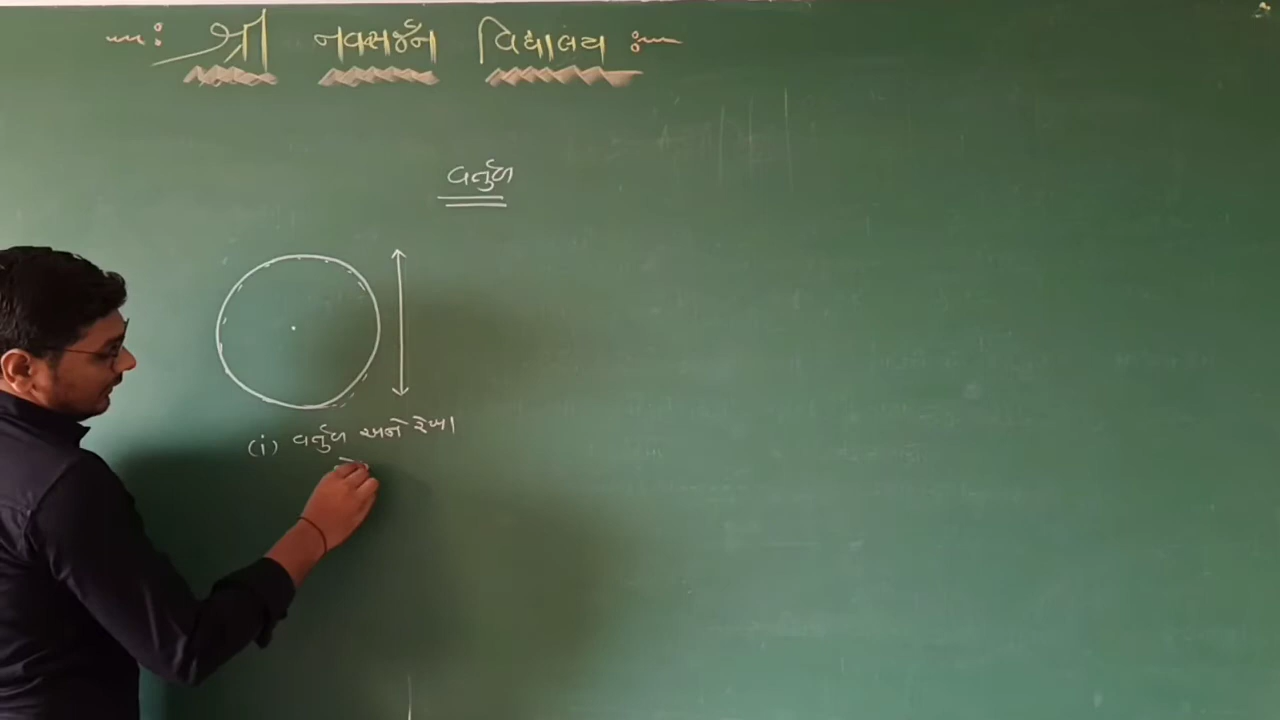 શ્રી નવસર્જન વિદ્યાલય
વર્તુળ
(i) વર્તુળ અને રેખા